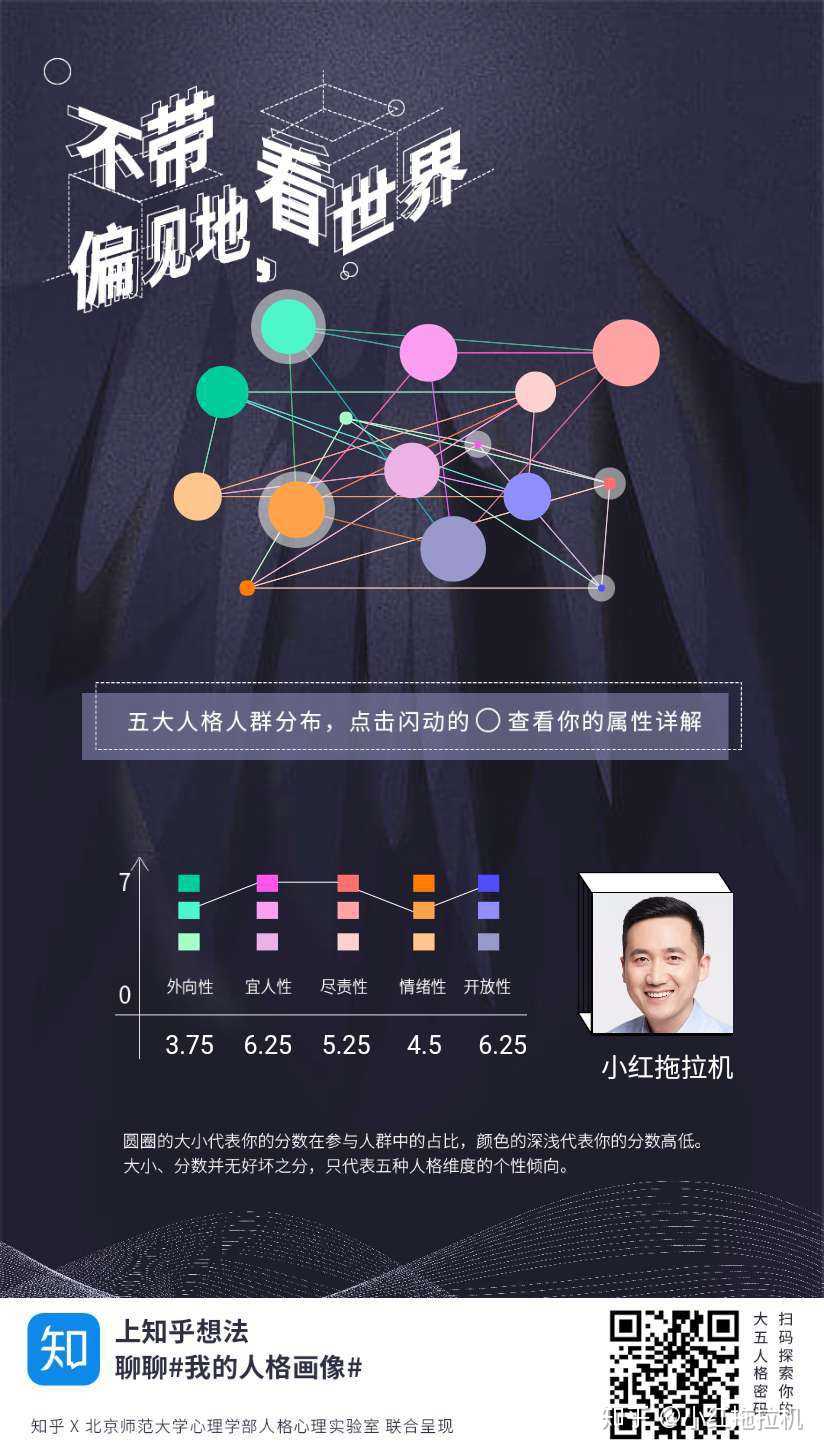 不带
偏见地,
看世界
五大人格人群分布，点击闪动的○查看你的属性详解
7
0
外向性 宜人性 尽责性 情绪性 开放性
3.75 6.25 5.25 4.5 6.25
小红拖拉机
圆圈的大小代表你的分数在参与人群中的占比，颜色的深浅代表你的分数高低。
大小、分数并无好坏之分，只代表五种人格维度的个性倾向。
知
上知乎想法
聊聊#我的人格画像#
知乎 X 北京师范大学心理学部人格心理实验室 联合呈现
扫码探索你的
大五人格密码
知乎 @小红拖拉机